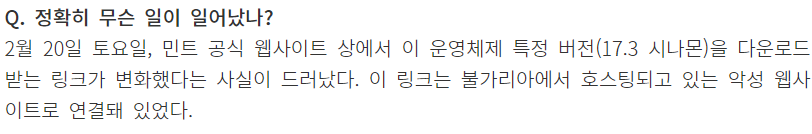 Q. 정확히 무슨 일이 일어났나?
2월 20일 토요일, 민트 공식 웹사이트 상에서 이 운영체제 특정 버전(17.3 시나몬)을 다운로드
받는 링크가 변화했다는 사실이 드러났다. 이 링크는 불가리아에서 호스팅되고 있는 악성 웹사
이트로 연결돼 있었다.